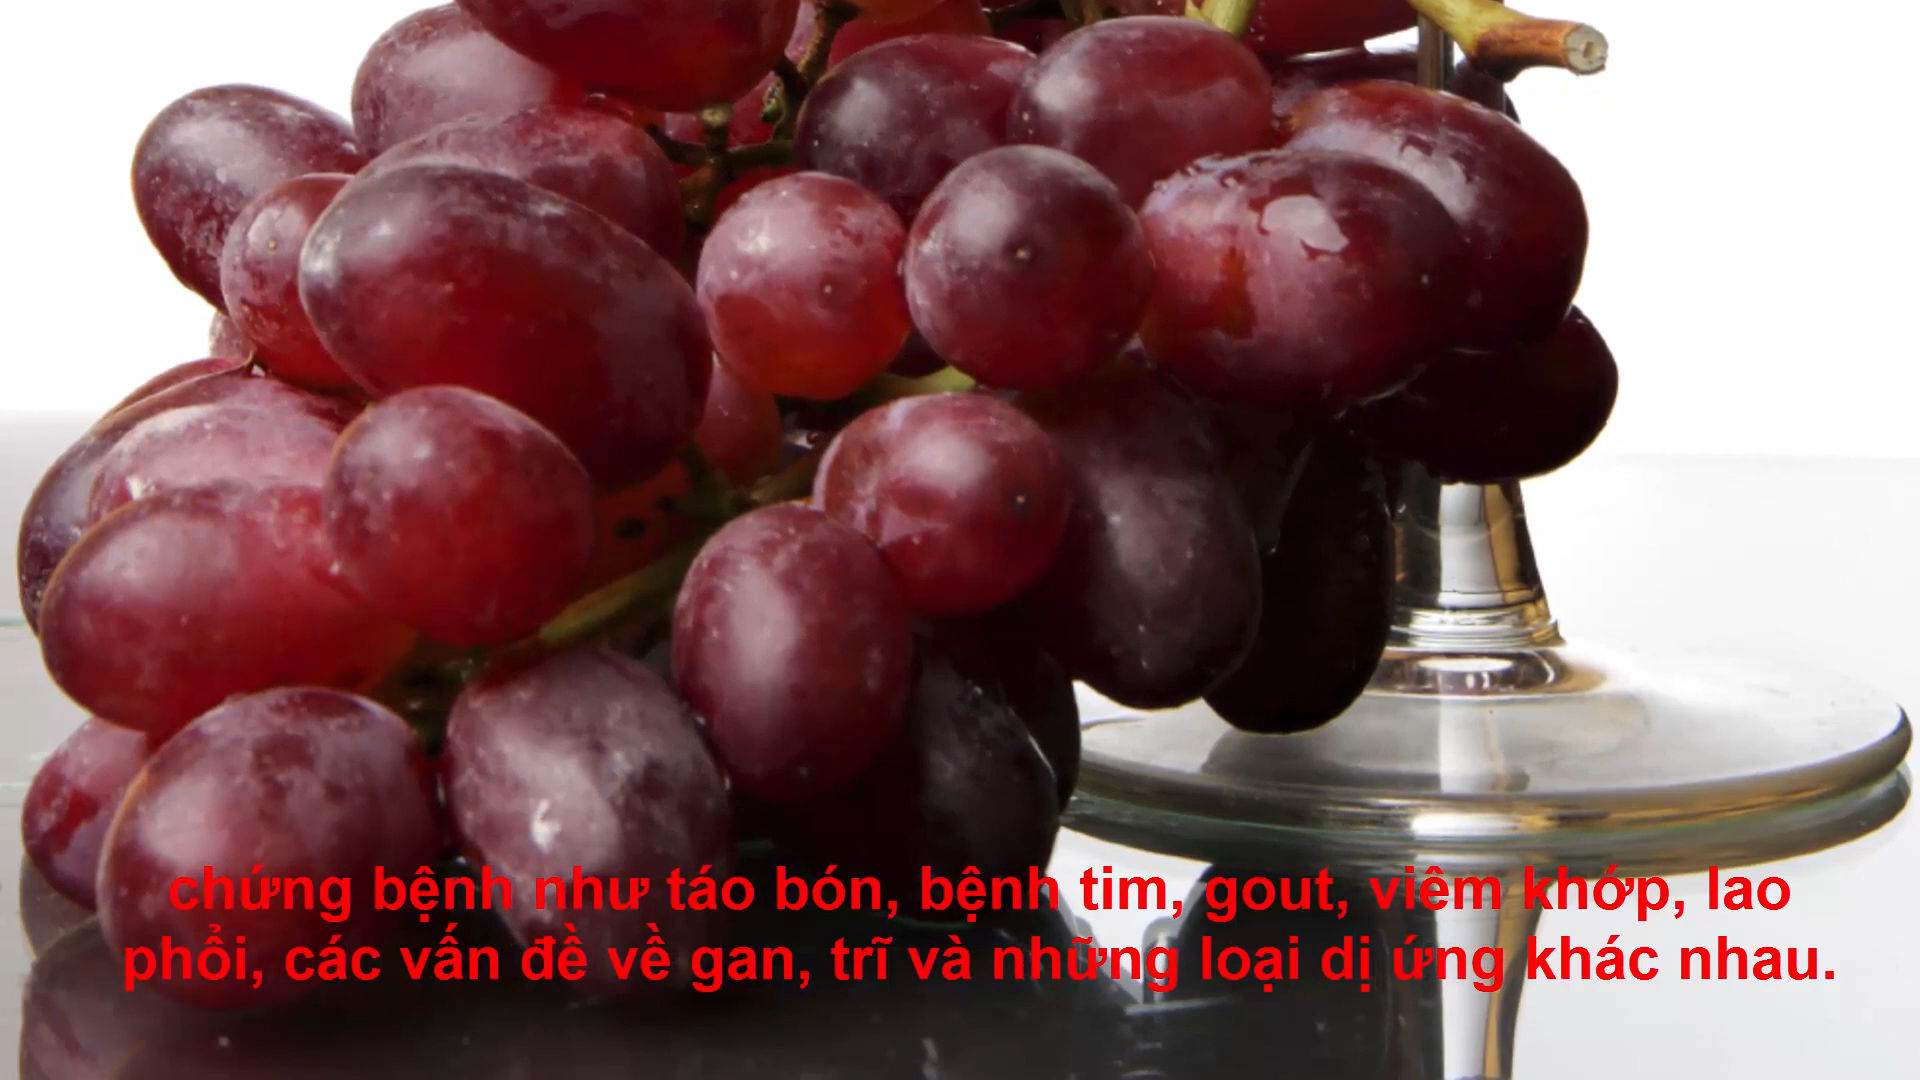 chứng bệnh như táo bón, bệnh tim, gout, viêm khớp, lao
phổi, các vấn đề về gan, trĩ và những loại dị ứng khác nhau.